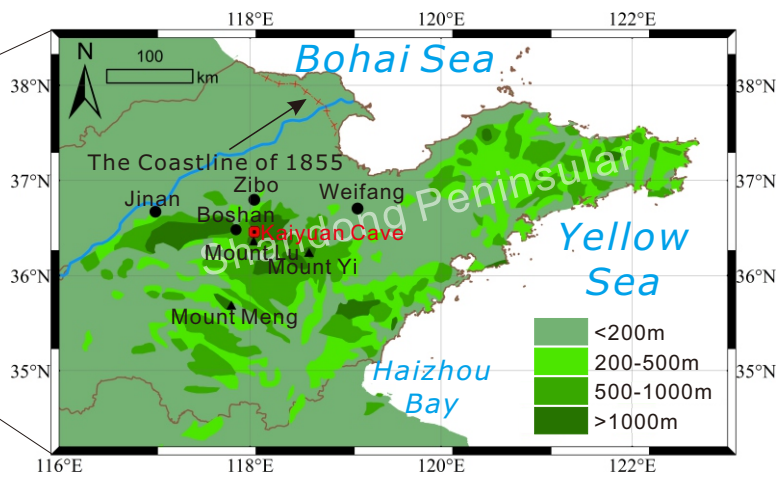 118°E
120°E
122°E
N
100
km
Bohai Sea
38°N
38°N
The Coastline of 1855
37°N
37°N
Jinan
Zibo
Weifang
Boshan
Kaiyuan Cave
Shandong Peninsular
Mount Lu
Mount Yi
Yellow
Sea
36°N
36°N
Mount Meng
<200m
200-500m
500-1000m
>1000m
35°N
35°N
Haizhou
Bay
116°E
118°E
120°E
122°E